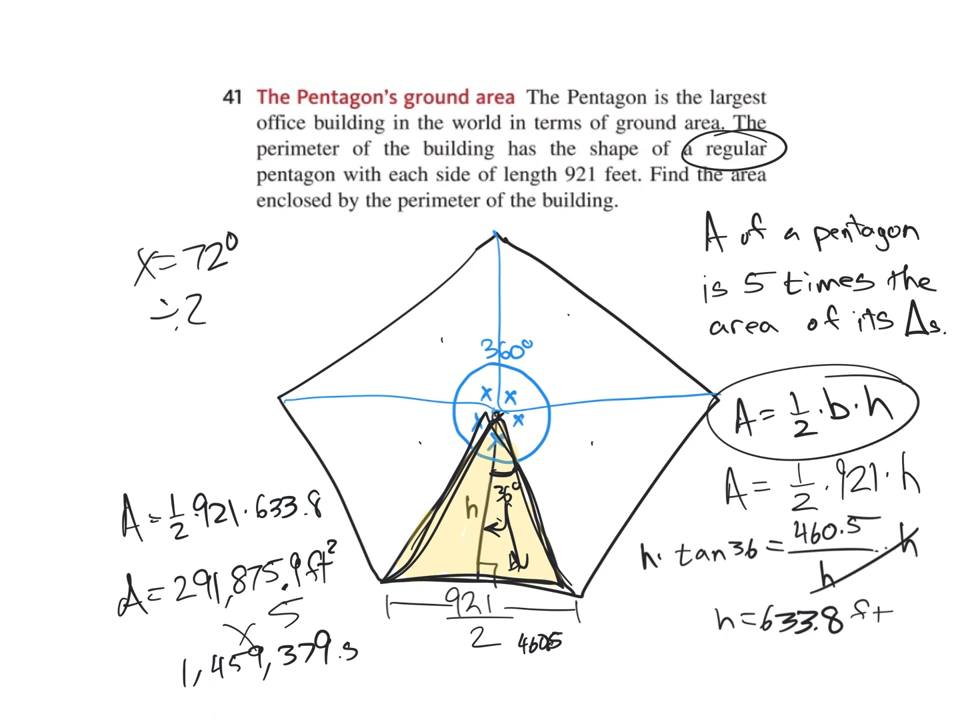 41 The Pentagon's ground area The Pentagon is the largest
office building in the world in terms of ground area. The
perimeter of the building has the shape of a regular
pentagon with each side of length 921 feet. Find the area
enclosed by the perimeter of the building.
x = 72°
÷ 2
A of a pentagon
is 5 times the
area of its Δs.
360°
x x
x x
x
A = 1/2 · b · h
A = 1/2 · 921 · h
36°
h
h · tan 36 = 460.5/h · h
h = 633.8 ft
A = 1/2 921 · 633.8
A = 291,875.9 ft²
x 5
1,459,379.5
921/2
460.5